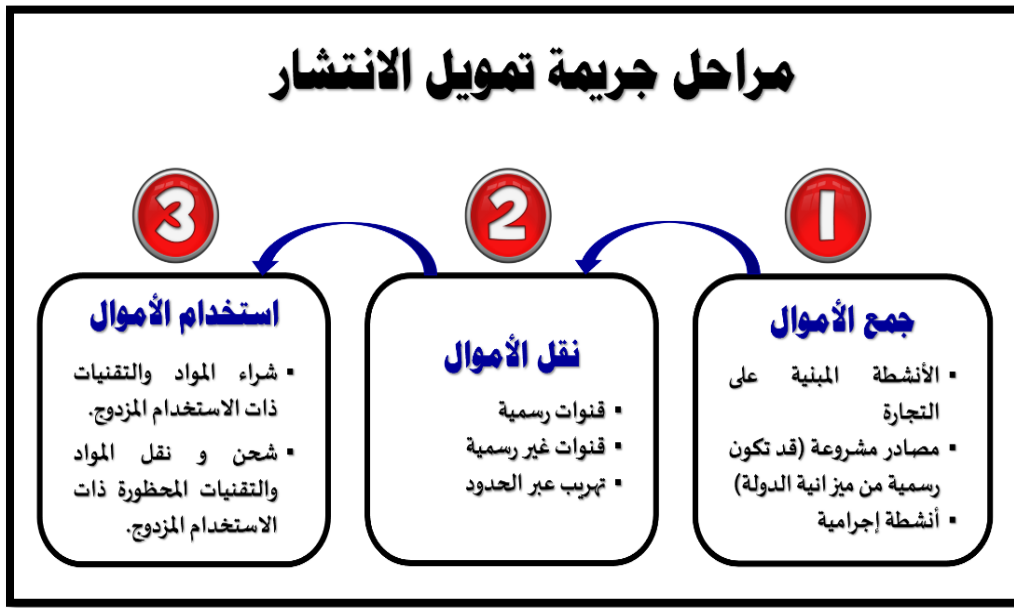 مراحل جريمة تمويل الانتشار
1
جمع الأموال
▪ الأنشطة المبنية على
التجارة
▪ مصادر مشروعة (قد تكون
رسمية من ميزانية الدولة)
▪ أنشطة إجرامية
2
نقل الأموال
▪ قنوات رسمية
▪ قنوات غير رسمية
▪ تهريب عبر الحدود
3
استخدام الأموال
▪ شراء المواد والتقنيات
ذات الاستخدام المزدوج.
▪ شحن و نقل المواد
والتقنيات المحظورة ذات
الاستخدام المزدوج.